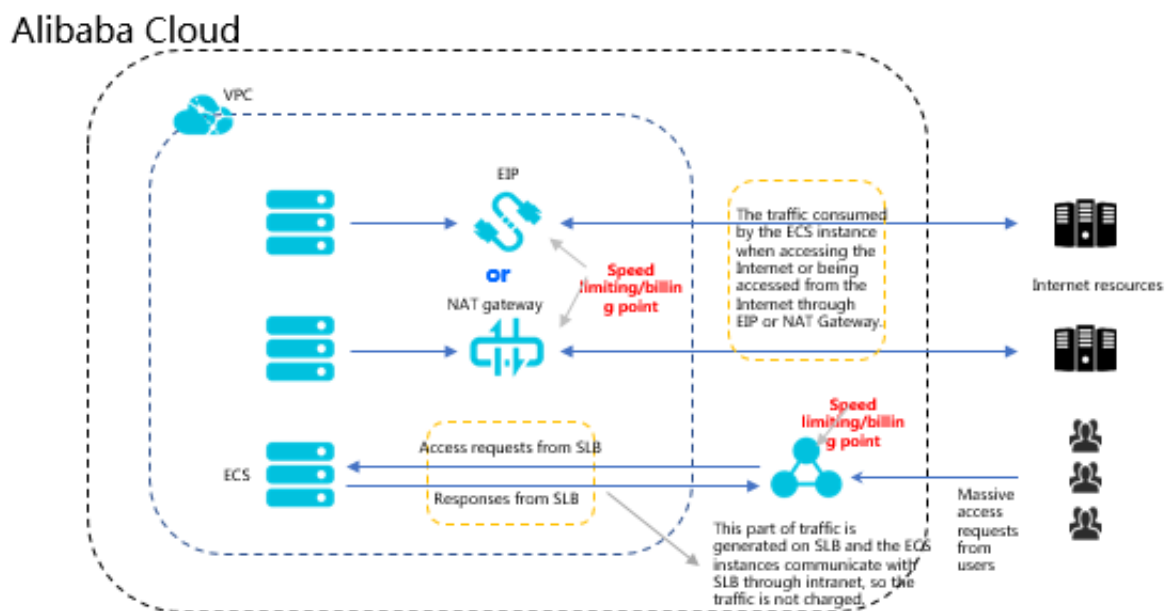 Alibaba Cloud
VPC
EIP
or
NAT gateway
Speed
limiting/billin
g point
The traffic consumed
by the ECS instance
when accessing the
Internet or being
accessed from the
Internet through
EIP or NAT Gateway.
Internet resources
Speed
limiting/billin
g point
Access requests from SLB
ECS
Responses from SLB
Massive
access
requests
from
users
This part of traffic is
generated on SLB and the ECS
instances communicate with
SLB through intranet, so the
traffic is not charged.